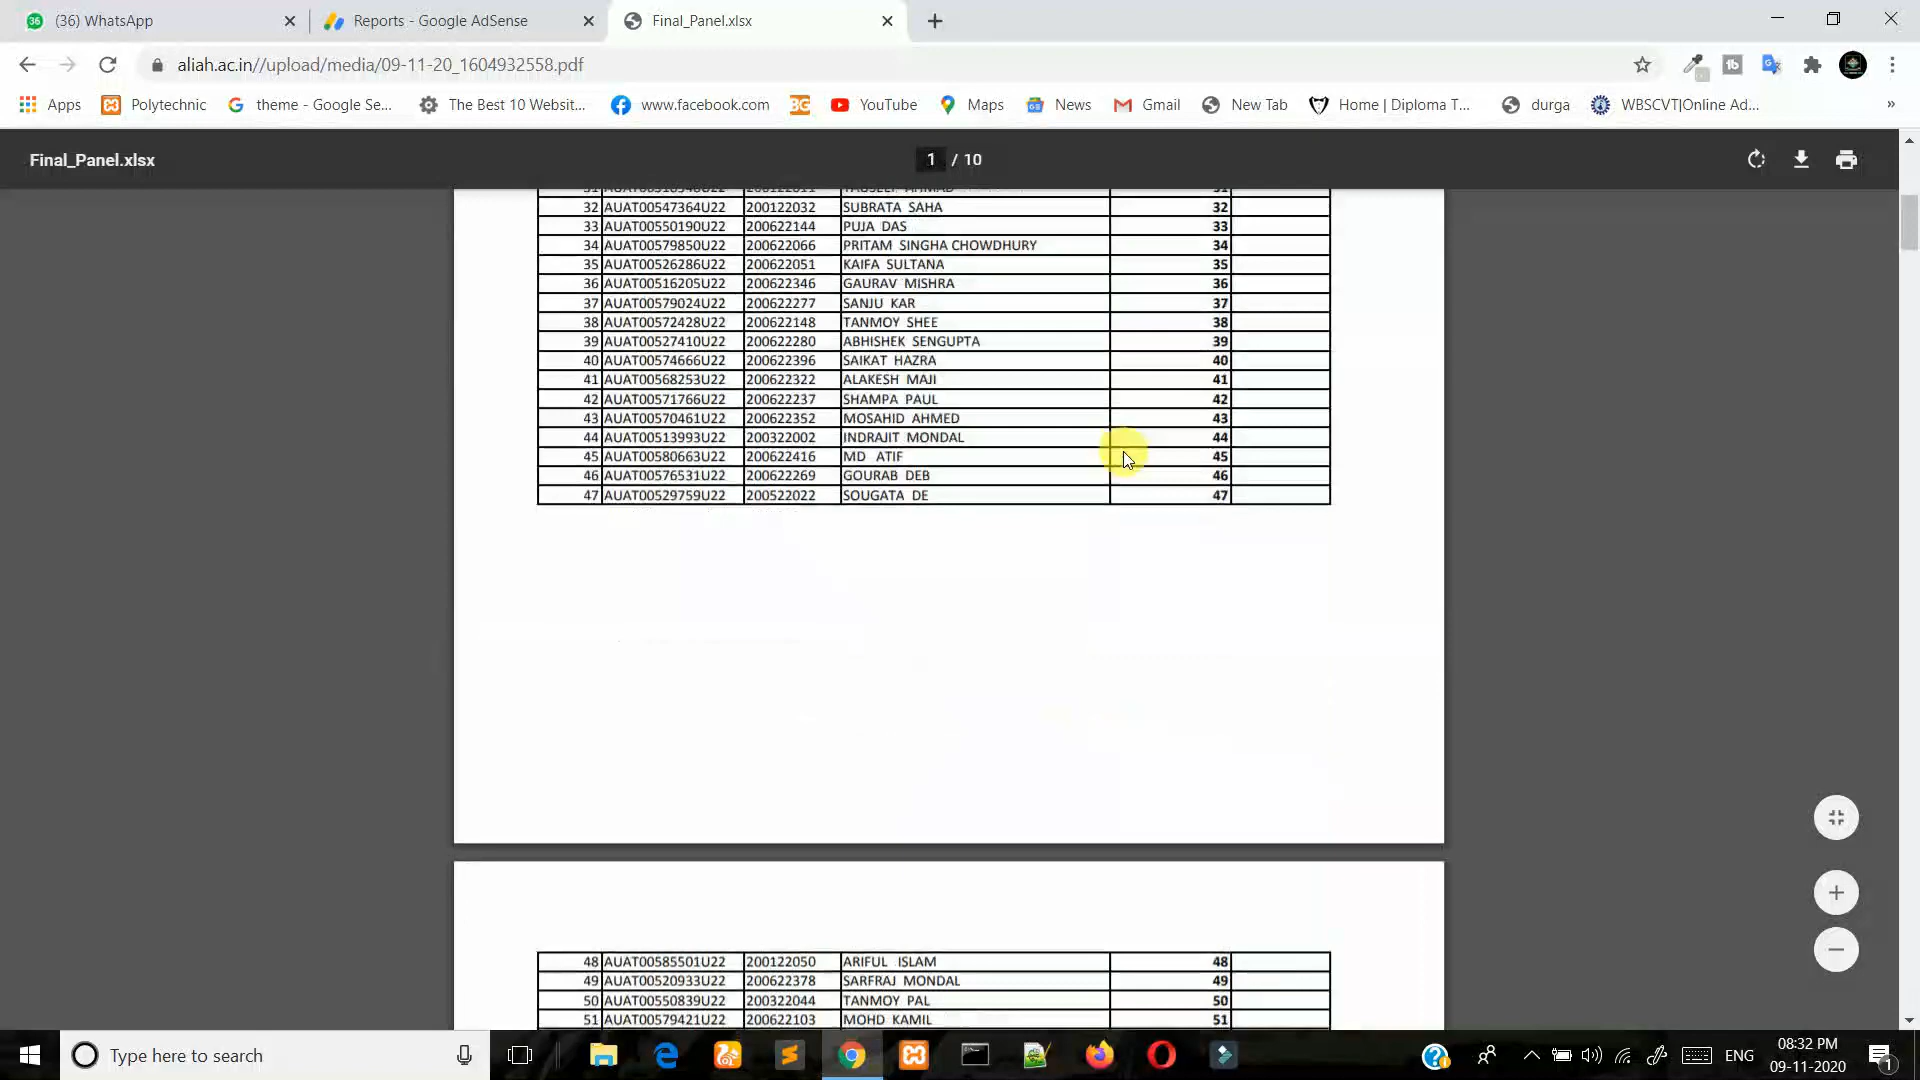 (36) WhatsApp
Reports - Google AdSense
Final_Panel.xlsx
aliah.ac.in//upload/media/09-11-20_1604932558.pdf
Apps Polytechnic theme - Google Se... The Best 10 Websit... www.facebook.com YouTube Maps News Gmail New Tab Home | Diploma T... durga WBSCVT|Online Ad... »
Final_Panel.xlsx 1 / 10
32 AUAT00547364U22 200122032 SUBRATA SAHA 32
33 AUAT00550190U22 200622144 PUJA DAS 33
34 AUAT00579850U22 200622066 PRITAM SINGHA CHOWDHURY 34
35 AUAT00526286U22 200622051 KAIFA SULTANA 35
36 AUAT00516205U22 200622346 GAURAV MISHRA 36
37 AUAT00579024U22 200622277 SANJU KAR 37
38 AUAT00572428U22 200622148 TANMOY SHEE 38
39 AUAT00527410U22 200622280 ABHISHEK SENGUPTA 39
40 AUAT00574666U22 200622396 SAIKAT HAZRA 40
41 AUAT00568253U22 200622322 ALAKESH MAJI 41
42 AUAT00571766U22 200622237 SHAMPA PAUL 42
43 AUAT00570461U22 200622352 MOSAHID AHMED 43
44 AUAT00513993U22 200322002 INDRAJIT MONDAL 44
45 AUAT00580663U22 200622416 MD ATIF 45
46 AUAT00576531U22 200622269 GOURAB DEB 46
47 AUAT00529759U22 200522022 SOUGATA DE 47
48 AUAT00585501U22 200122050 ARIFUL ISLAM 48
49 AUAT00520933U22 200622378 SARFRAJ MONDAL 49
50 AUAT00550839U22 200322044 TANMOY PAL 50
51 AUAT00579421U22 200622103 MOHD KAMIL 51
Type here to search
ENG
08:32 PM
09-11-2020
1